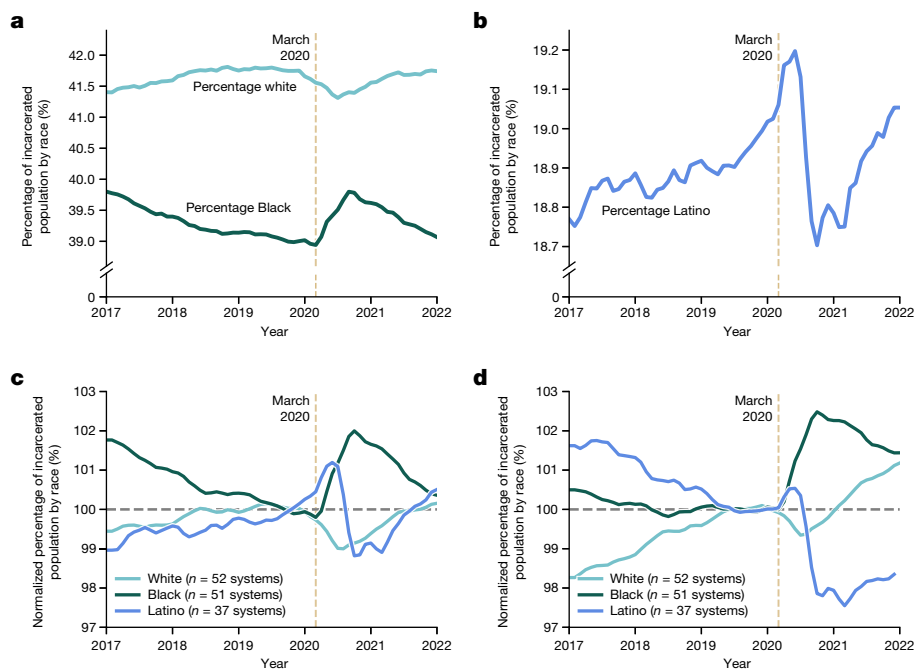 a
Percentage of incarcerated
population by race (%)
42.0
41.5
41.0
40.5
40.0
39.5
39.0
0
March
2020
Percentage white
Percentage Black
2017
2018
2019
2020
2021
2022
Year
b
Percentage of incarcerated
population by race (%)
19.2
19.1
19.0
18.9
18.8
18.7
0
March
2020
Percentage Latino
2017
2018
2019
2020
2021
2022
Year
c
Normalized percentage of incarcerated
population by race (%)
103
102
101
100
99
98
97
March
2020
White (n = 52 systems)
Black (n = 51 systems)
Latino (n = 37 systems)
2017
2018
2019
2020
2021
2022
Year
d
Normalized percentage of incarcerated
population by race (%)
103
102
101
100
99
98
97
March
2020
White (n = 52 systems)
Black (n = 51 systems)
Latino (n = 37 systems)
2017
2018
2019
2020
2021
2022
Year